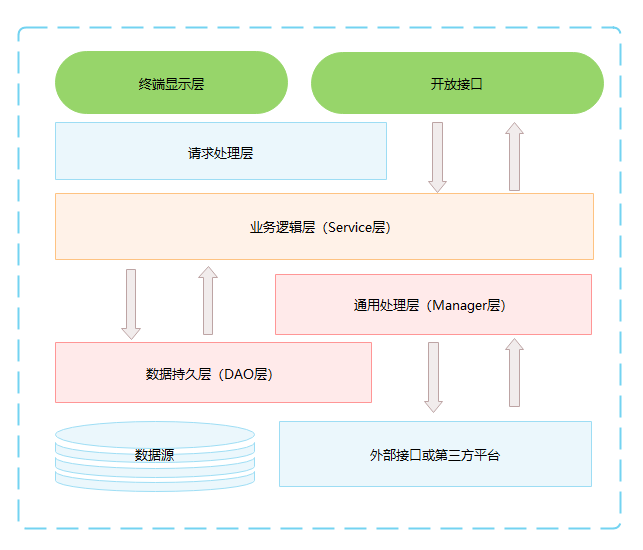 终端显示层
开放接口
请求处理层
业务逻辑层（Service层）
通用处理层（Manager层）
数据持久层（DAO层）
数据源
外部接口或第三方平台